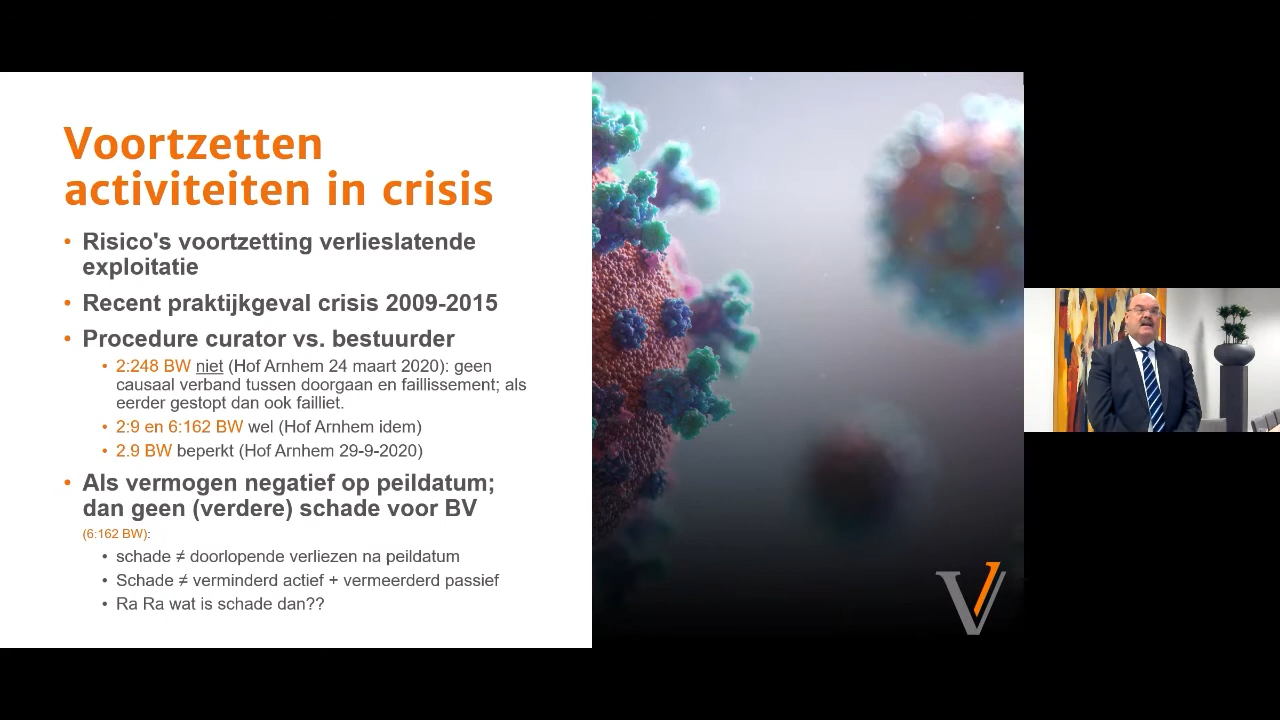 Voortzetten
activiteiten in crisis
• Risico's voortzetting verlieslatende
exploitatie
• Recent praktijkgeval crisis 2009-2015
• Procedure curator vs. bestuurder
• 2:248 BW niet (Hof Arnhem 24 maart 2020): geen
causaal verband tussen doorgaan en faillissement; als
eerder gestopt dan ook failliet.
• 2:9 en 6:162 BW wel (Hof Arnhem idem)
• 2.9 BW beperkt (Hof Arnhem 29-9-2020)
• Als vermogen negatief op peildatum;
dan geen (verdere) schade voor BV
(6:162 BW):
• schade ≠ doorlopende verliezen na peildatum
• Schade ≠ verminderd actief + vermeerderd passief
• Ra Ra wat is schade dan??